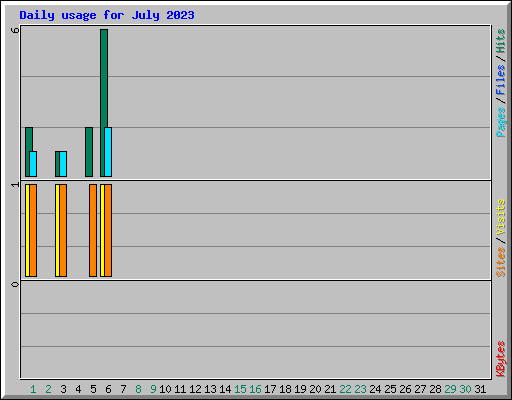 Daily usage for July 2023
6
1
0
Pages / Files / Hits
Sites / Visits
KBytes
1 2 3 4 5 6 7 8 9 10 11 12 13 14 15 16 17 18 19 20 21 22 23 24 25 26 27 28 29 30 31